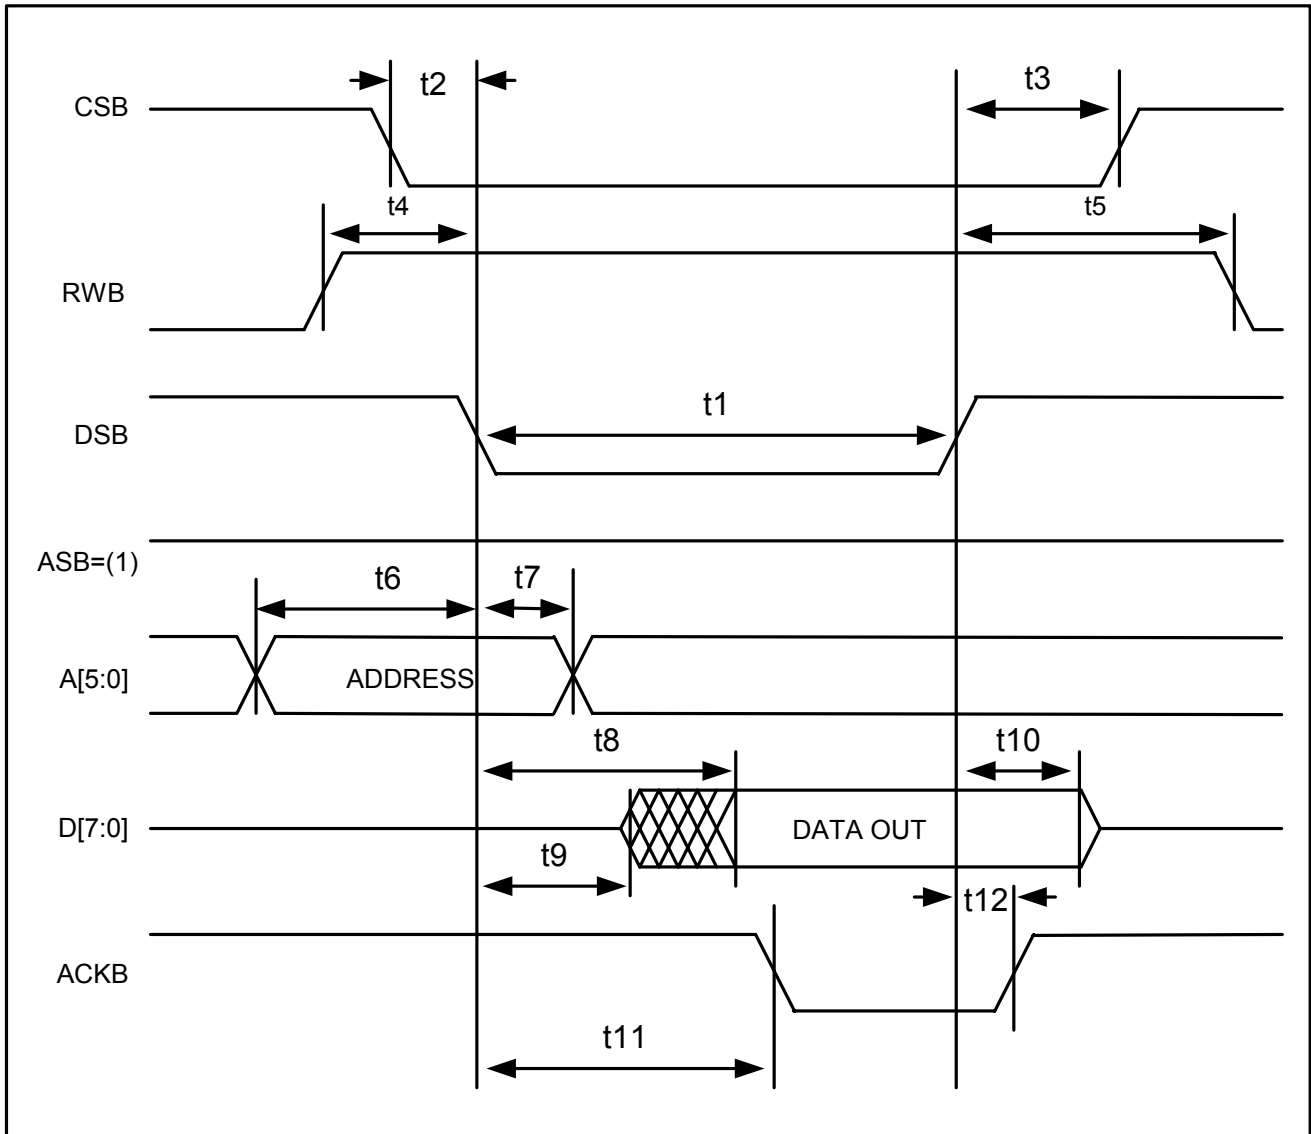 t2
t3
CSB
t4
t5
RWB
t1
DSB
ASB=(1)
t6
t7
A[5:0]
ADDRESS
t8
t10
D[7:0]
DATA OUT
t9
t12
ACKB
t11